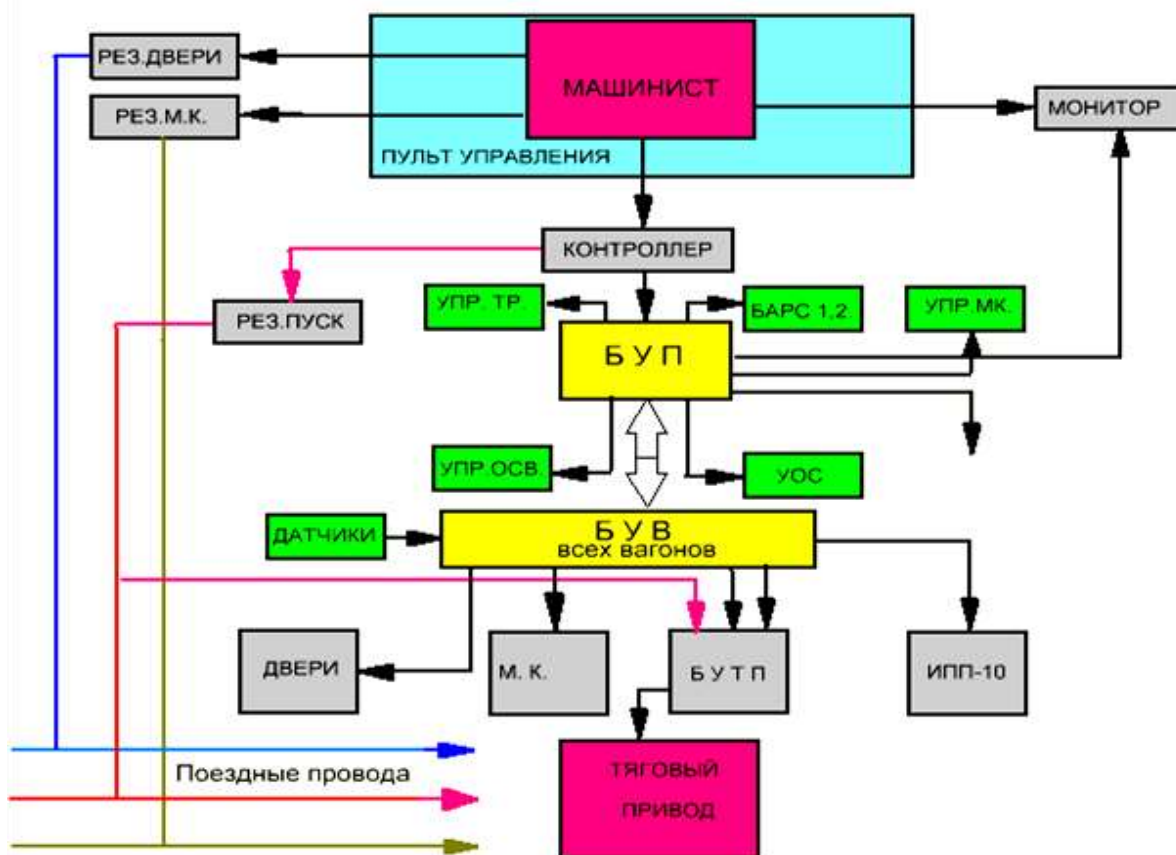 РЕЗ.ДВЕРИ
МАШИНИСТ
МОНИТОР
РЕЗ.М.К.
ПУЛЬТ УПРАВЛЕНИЯ
КОНТРОЛЛЕР
УПР. ТР.
БАРС 1,2.
УПР.МК.
РЕЗ.ПУСК
Б У П
УПР.ОСВ.
УОС
ДАТЧИКИ
Б У В
всех вагонов
ДВЕРИ
М. К.
Б У Т П
ИПП-10
Поездные провода
ТЯГОВЫЙ
ПРИВОД